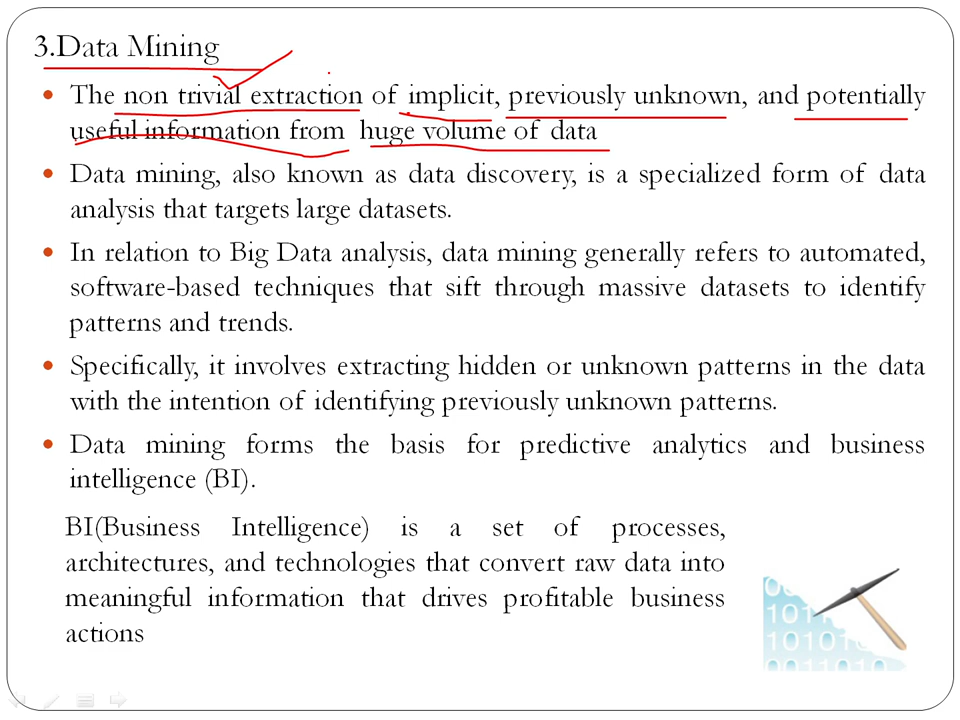 3.Data Mining
• The non trivial extraction of implicit, previously unknown, and potentially
useful information from huge volume of data
• Data mining, also known as data discovery, is a specialized form of data
analysis that targets large datasets.
• In relation to Big Data analysis, data mining generally refers to automated,
software-based techniques that sift through massive datasets to identify
patterns and trends.
• Specifically, it involves extracting hidden or unknown patterns in the data
with the intention of identifying previously unknown patterns.
• Data mining forms the basis for predictive analytics and business
intelligence (BI).
BI(Business Intelligence) is a set of processes,
architectures, and technologies that convert raw data into
meaningful information that drives profitable business
actions